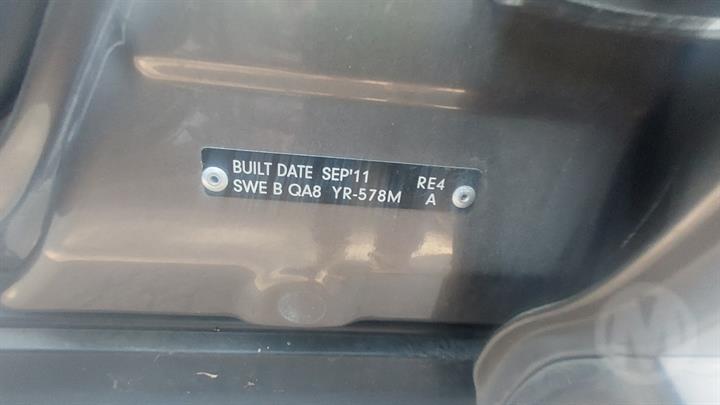 BUILT DATE SEP'11 RE4
SWE B QA8 YR-578M A
M